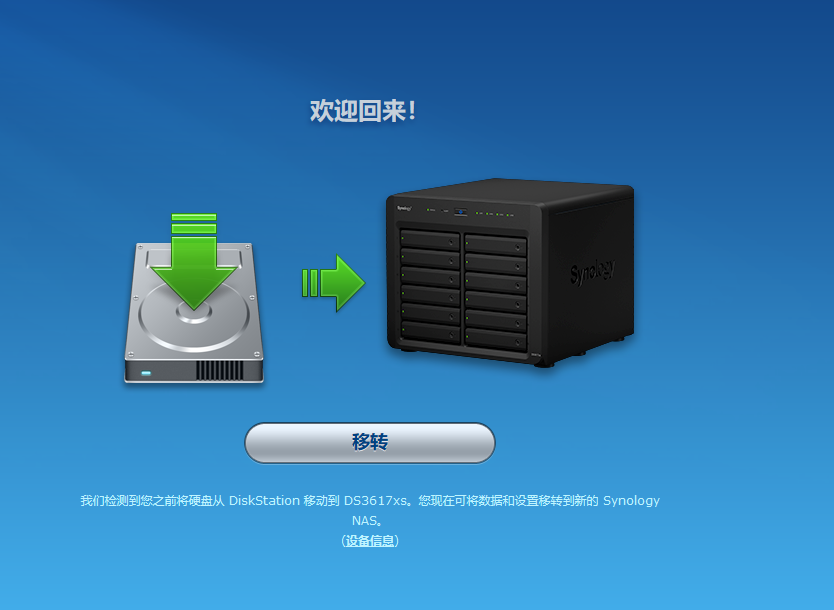 欢迎回来!
Synology
Synology
移转
我们检测到您之前将硬盘从 DiskStation 移动到 DS3617xs。您现在可将数据和设置移转到新的 Synology
NAS。
(设备信息)